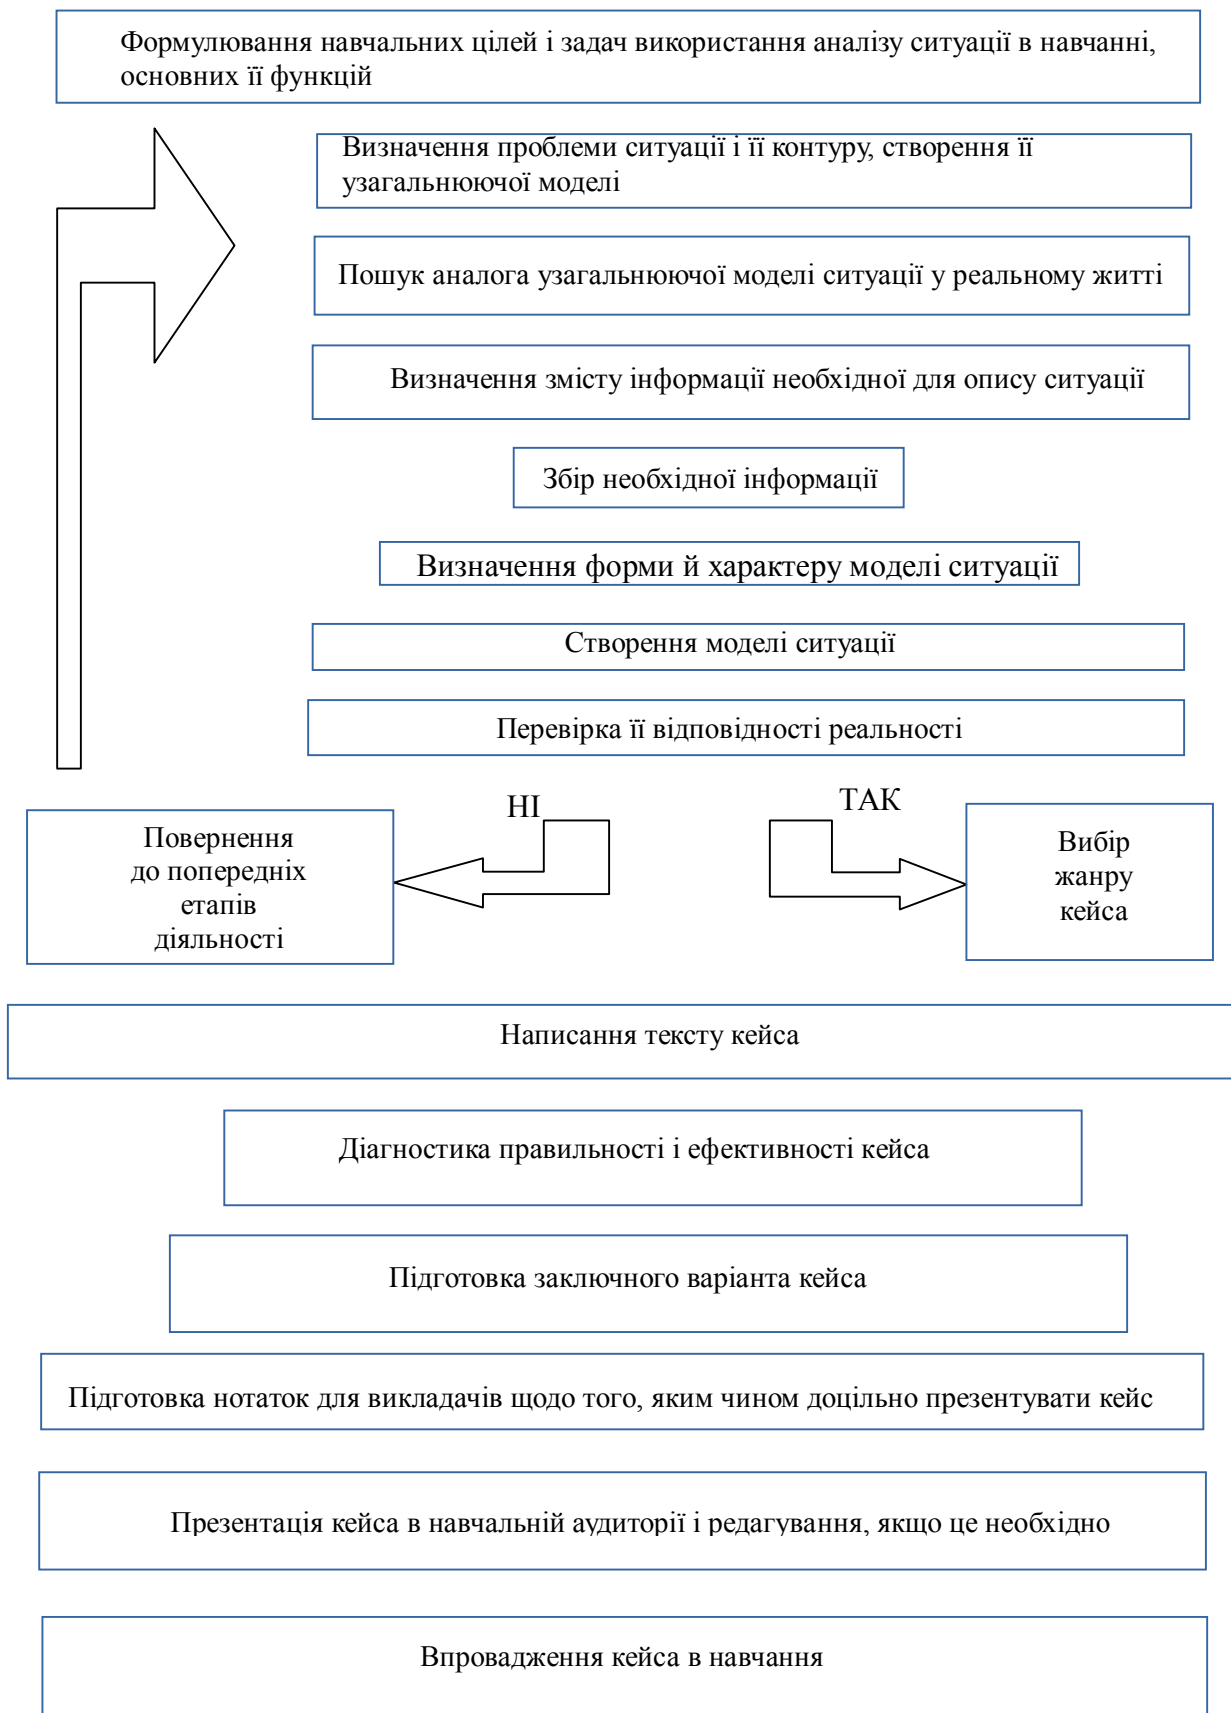 Формулювання навчальних цілей і задач використання аналізу ситуації в навчанні,
основних її функцій
Визначення проблеми ситуації і її контуру, створення її
узагальнюючої моделі
Пошук аналога узагальнюючої моделі ситуації у реальному житті
Визначення змісту інформації необхідної для опису ситуації
Збір необхідної інформації
Визначення форми й характеру моделі ситуації
Створення моделі ситуації
Перевірка її відповідності реальності
НІ
ТАК
Повернення
до попередніх
етапів
діяльності
Вибір
жанру
кейса
Написання тексту кейса
Діагностика правильності і ефективності кейса
Підготовка заключного варіанта кейса
Підготовка нотаток для викладачів щодо того, яким чином доцільно презентувати кейс
Презентація кейса в навчальній аудиторії і редагування, якщо це необхідно
Впровадження кейса в навчання